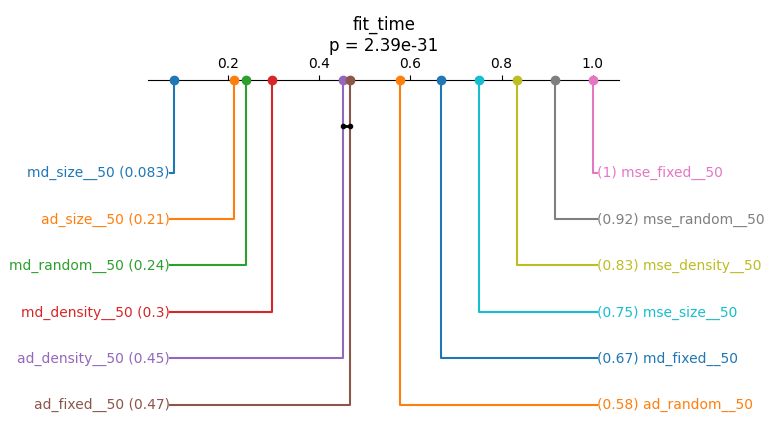 fit_time
p = 2.39e-31
0.2 0.4 0.6 0.8 1.0
md_size__50 (0.083)
(1) mse_fixed__50
ad_size__50 (0.21)
(0.92) mse_random__50
md_random__50 (0.24)
(0.83) mse_density__50
md_density__50 (0.3)
(0.75) mse_size__50
ad_density__50 (0.45)
(0.67) md_fixed__50
ad_fixed__50 (0.47)
(0.58) ad_random__50